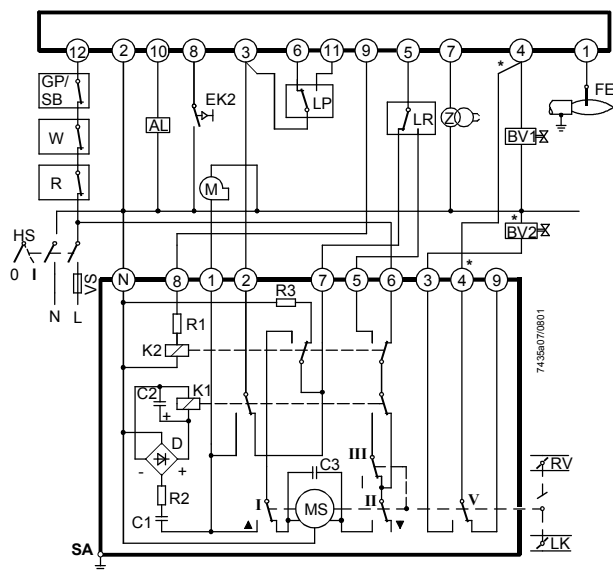 12 2 10 8 3 6 11 9 5 7 4 1
*
GP/
SB
EK2
LP
FE
AL
LR
Z
BV1
W
R
M
*
BV2
HS
0 I
VS
N L
N 8 1 2 7 5 6 3 4 9
*
R3
R1
K2
7435a07/0801
C2
K1
+
D
III
- +
C3
RV
R2
I
MS
II
V
C1
SA
LK